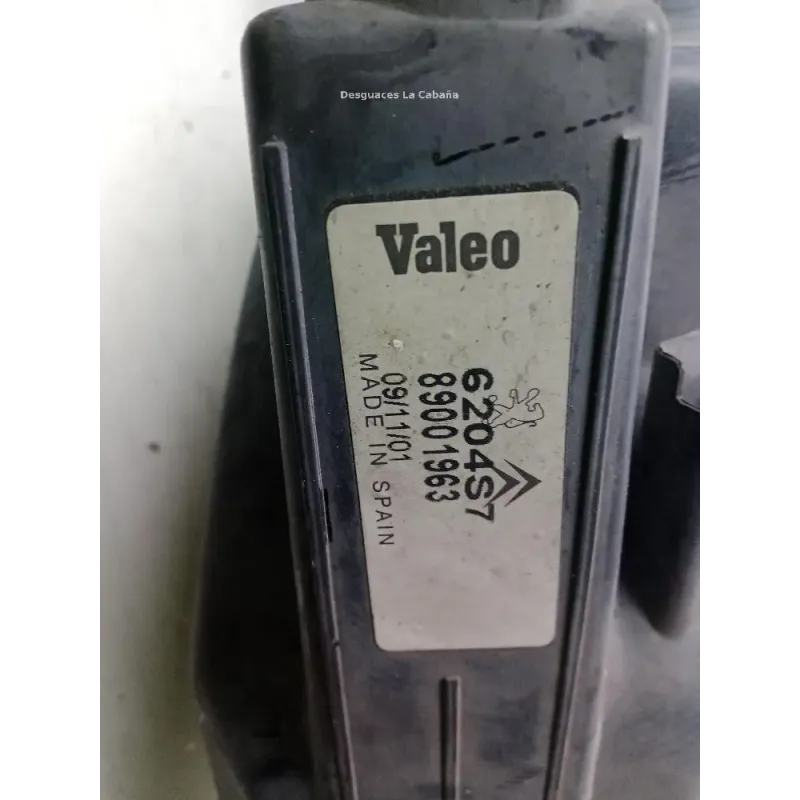 Desguaces La Cabaña
Valeo
6204S7
89001963
09/11/01
MADE IN SPAIN